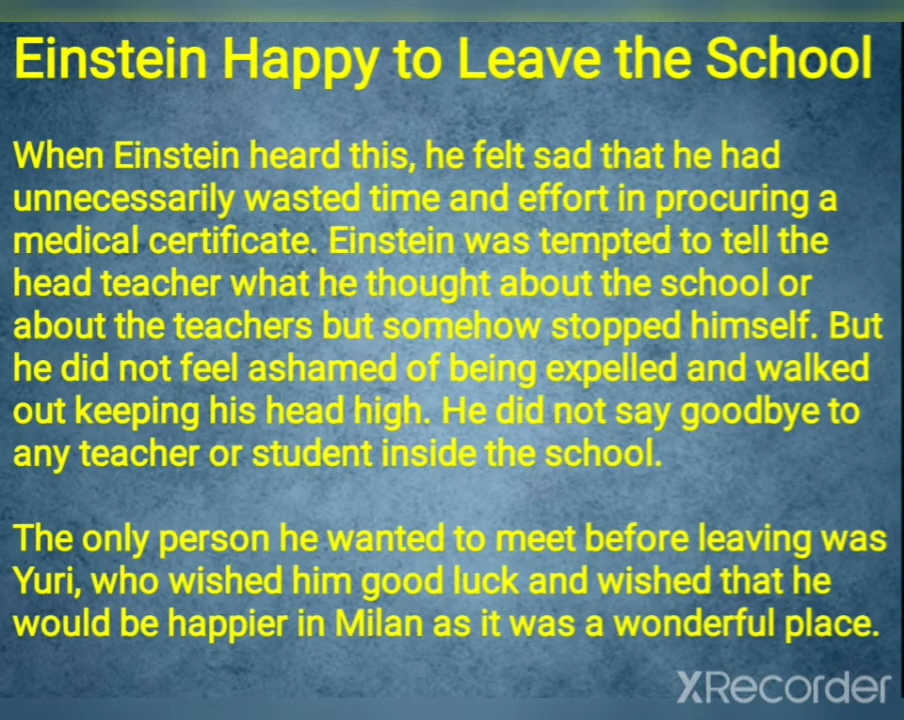 Einstein Happy to Leave the School
When Einstein heard this, he felt sad that he had
unnecessarily wasted time and effort in procuring a
medical certificate. Einstein was tempted to tell the
head teacher what he thought about the school or
about the teachers but somehow stopped himself. But
he did not feel ashamed of being expelled and walked
out keeping his head high. He did not say goodbye to
any teacher or student inside the school.
The only person he wanted to meet before leaving was
Yuri, who wished him good luck and wished that he
would be happier in Milan as it was a wonderful place.
XRecorder